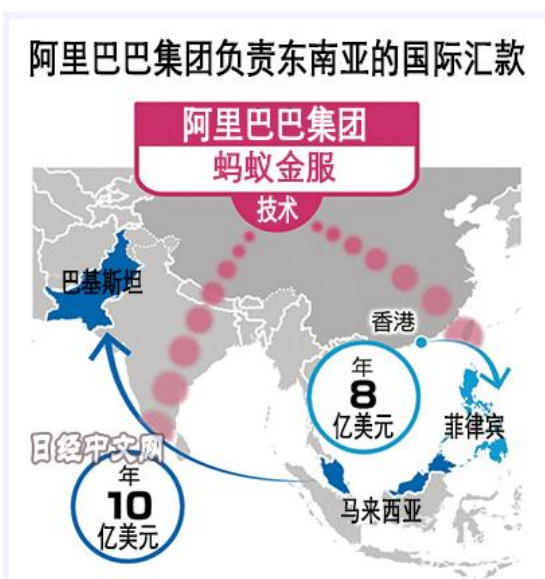 阿里巴巴集团负责东南亚的国际汇款
阿里巴巴集团
蚂蚁金服
技术
巴基斯坦
香港
年
8
亿美元
菲律宾
日经中文网
年
10
亿美元
马来西亚